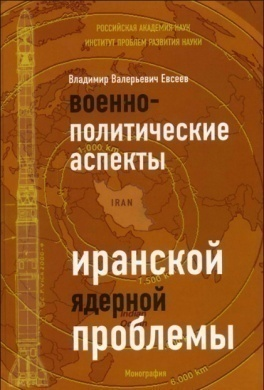 РОССИЙСКАЯ АКАДЕМИЯ НАУК
ИНСТИТУТ ПРОБЛЕМ РАЗВИТИЯ НАУКИ
Владимир Валерьевич Евсеев
ВОЕННО-
ПОЛИТИЧЕСКИЕ
АСПЕКТЫ
1.000 km
IRAN
ИРАНСКОЙ
1.500 km
ЯДЕРНОЙ
ПРОБЛЕМЫ
6.000 km
Монография